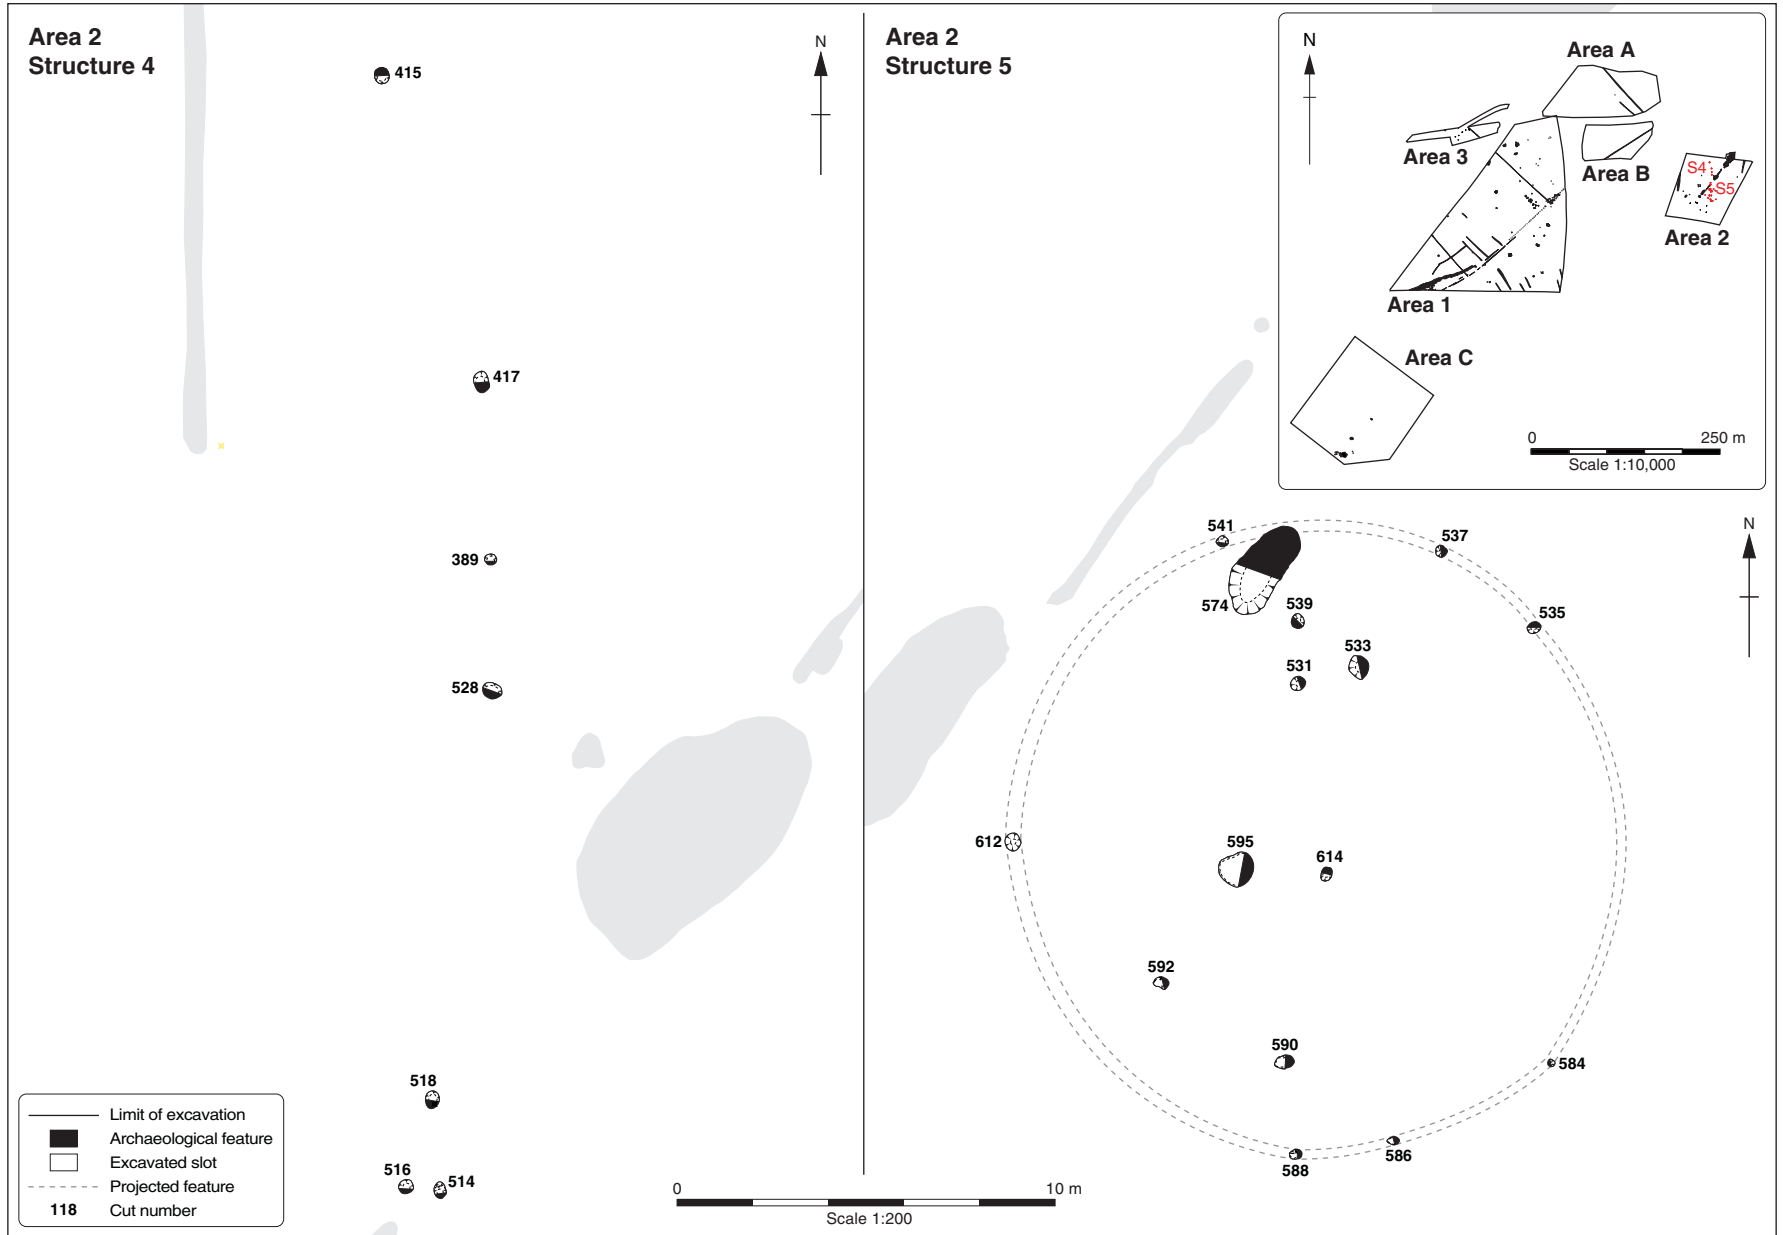 Area 2
Structure 4
N
415
417
389
528
518
516
514
Limit of excavation
Archaeological feature
Excavated slot
Projected feature
118 Cut number
Area 2
Structure 5
N
Area A
Area 3
Area B
S4
S5
Area 2
Area 1
Area C
0 250 m
Scale 1:10,000
N
541
537
574
539
535
533
531
612
595
614
592
590
584
588
586
0 10 m
Scale 1:200